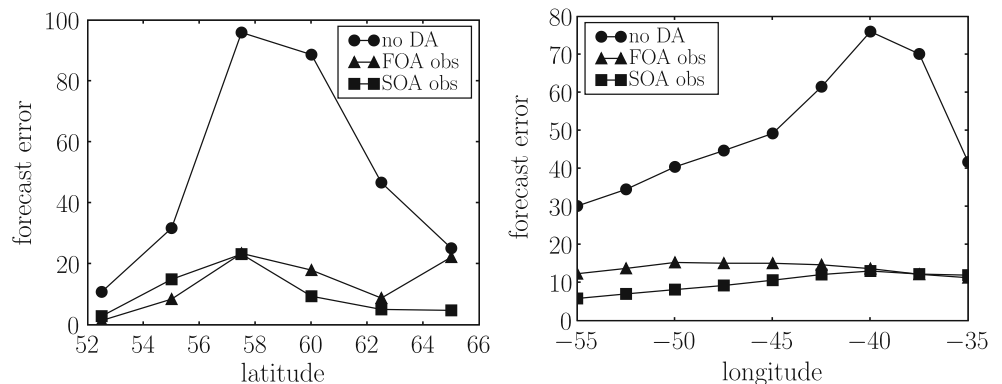 forecast error
100
80
60
40
20
0
no DA
FOA obs
SOA obs
52 54 56 58 60 62 64 66
latitude
forecast error
80
70
60
50
40
30
20
10
0
no DA
FOA obs
SOA obs
−55 −50 −45 −40 −35
longitude